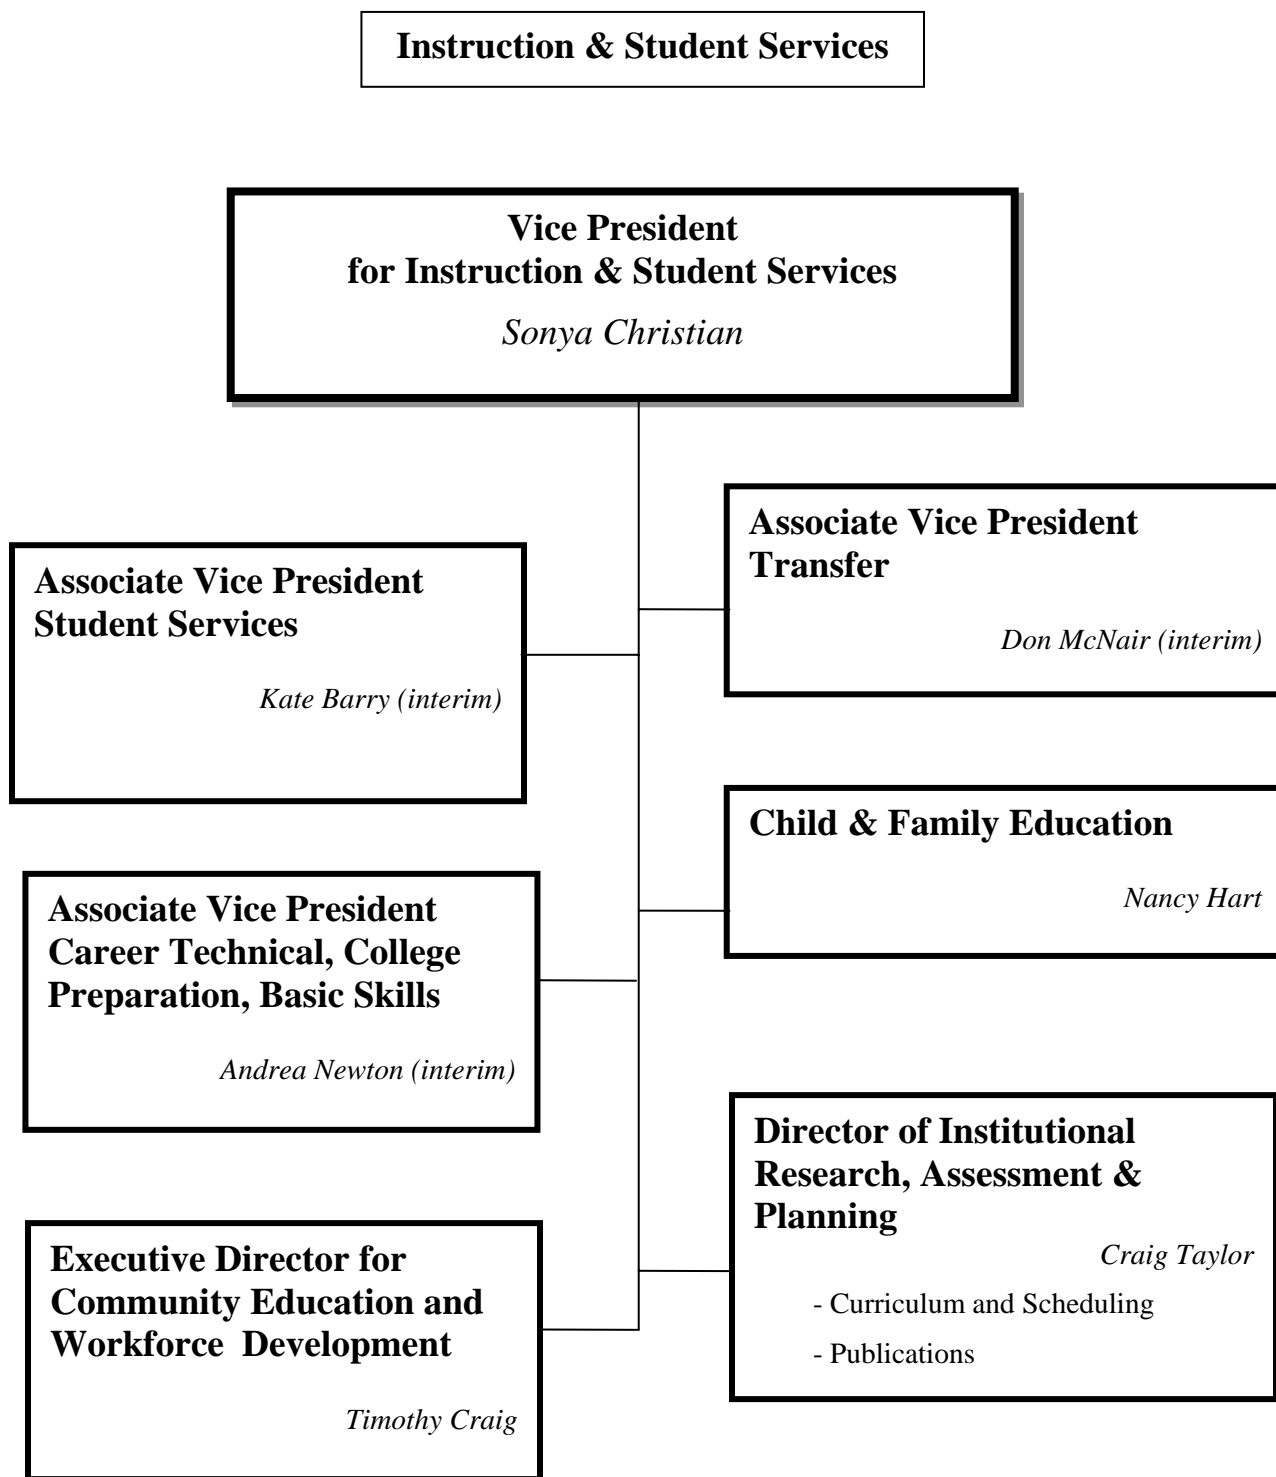 Instruction & Student Services
Vice President
for Instruction & Student Services
Sonya Christian
Associate Vice President
Transfer
Don McNair (interim)
Associate Vice President
Student Services
Kate Barry (interim)
Child & Family Education
Nancy Hart
Associate Vice President
Career Technical, College
Preparation, Basic Skills
Andrea Newton (interim)
Director of Institutional
Research, Assessment &
Planning
Craig Taylor
- Curriculum and Scheduling
- Publications
Executive Director for
Community Education and
Workforce  Development
Timothy Craig